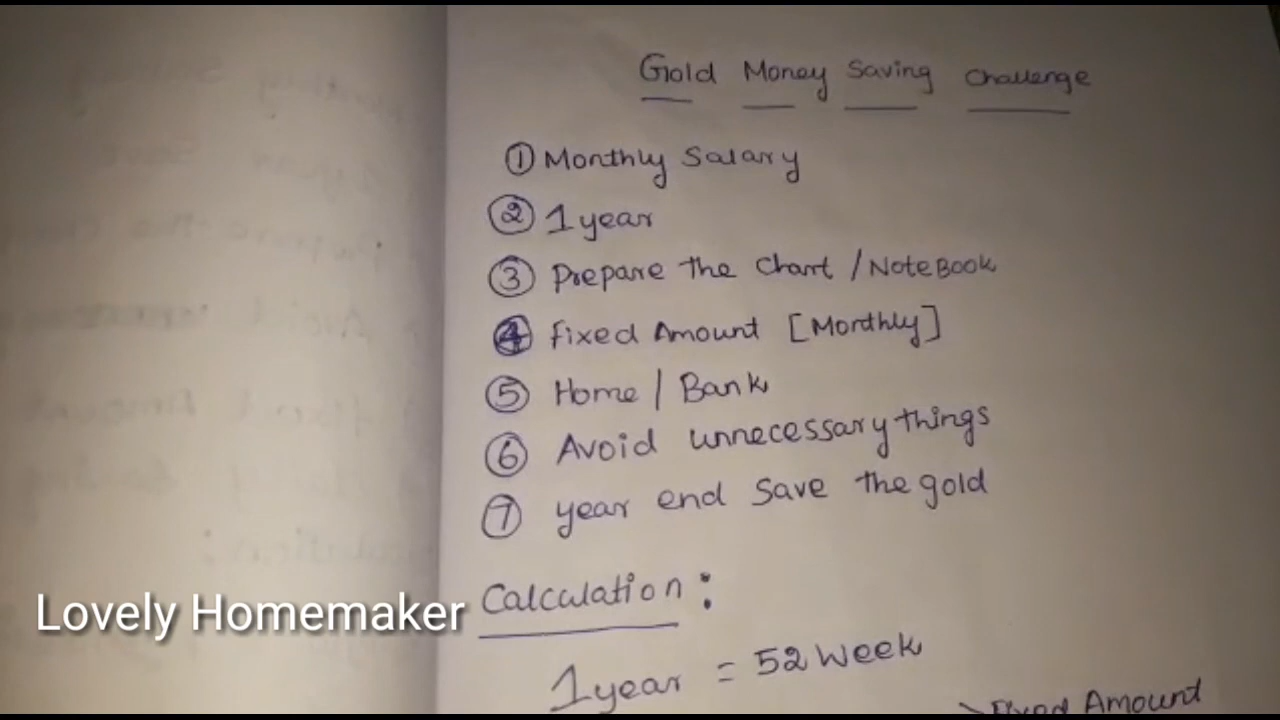 Gold Money Saving Challenge
① Monthly Salary
② 1 year
③ Prepare the Chart / NoteBook
④ Fixed Amount [Monthly]
⑤ Home / Bank
⑥ Avoid unnecessary things
⑦ year end save the gold
Lovely Homemaker
Calculation :
1 year = 52 week
Fixed Amount